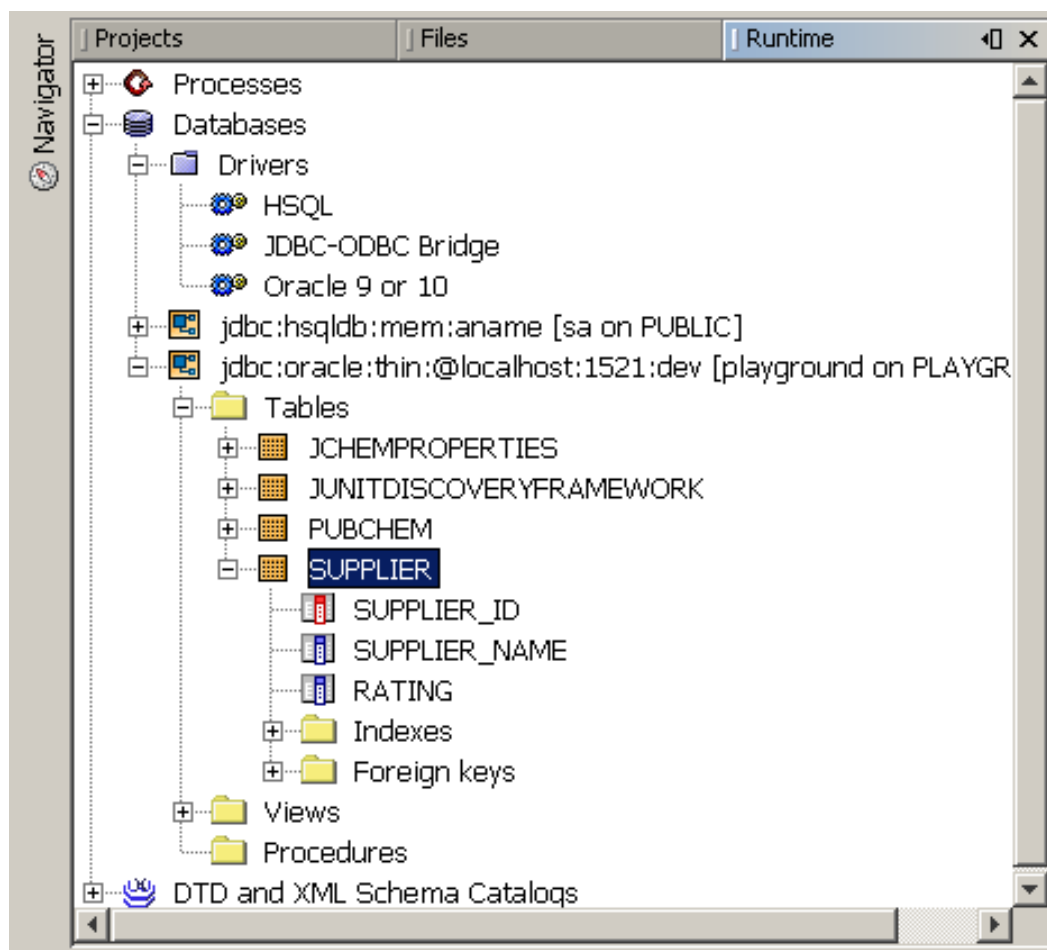 Navigator
Projects
Files
Runtime
Processes
Databases
Drivers
HSQL
JDBC-ODBC Bridge
Oracle 9 or 10
jdbc:hsqldb:mem:aname [sa on PUBLIC]
jdbc:oracle:thin:@localhost:1521:dev [playground on PLAYGR
Tables
JCHEMPROPERTIES
JUNITDISCOVERYFRAMEWORK
PUBCHEM
SUPPLIER
SUPPLIER_ID
SUPPLIER_NAME
RATING
Indexes
Foreign keys
Views
Procedures
DTD and XML Schema Catalogs